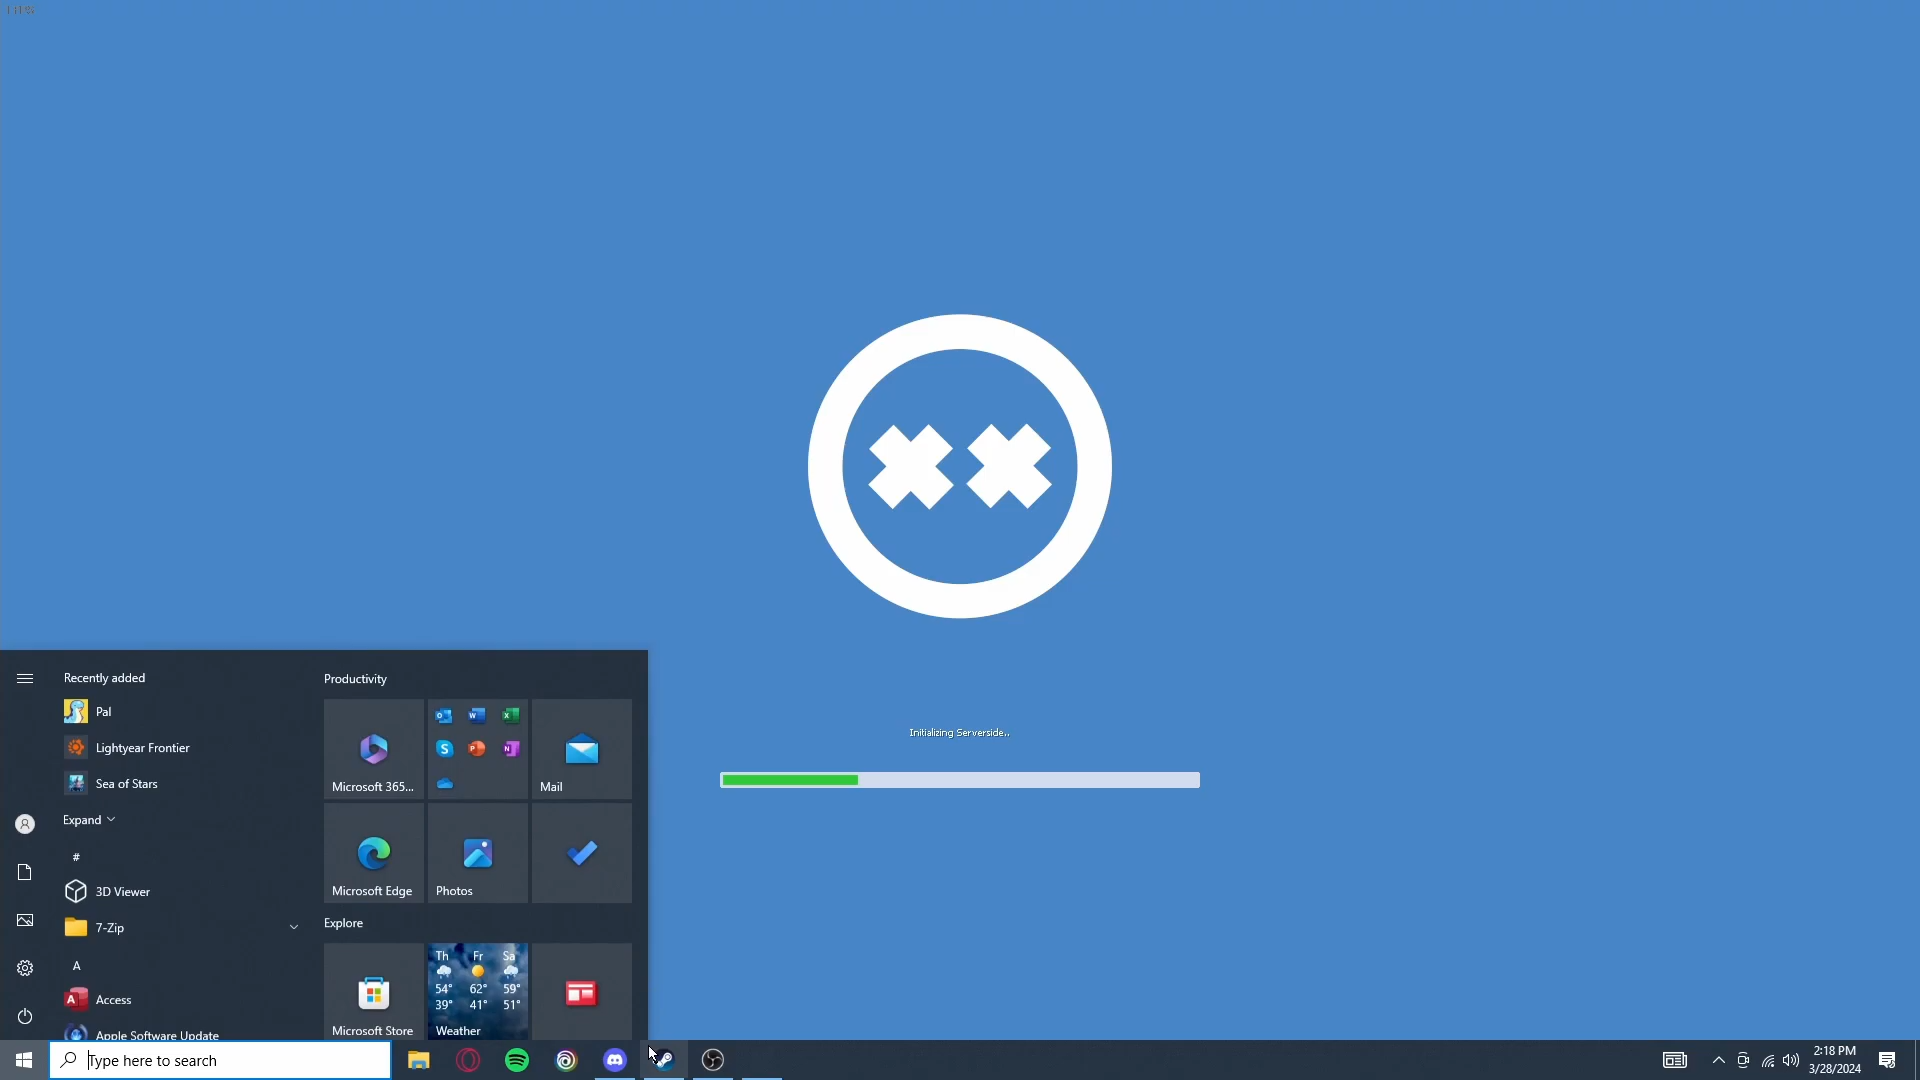 Initializing Serverside..
Recently added
Pal
Lightyear Frontier
Sea of Stars
Expand
#
3D Viewer
7-Zip
A
Access
Apple Software Update
Productivity
Microsoft 365...
Mail
Microsoft Edge
Photos
Explore
Microsoft Store
Th Fr Sa
54° 62° 59°
39° 41° 51°
Weather
Type here to search
2:18 PM
3/28/2024